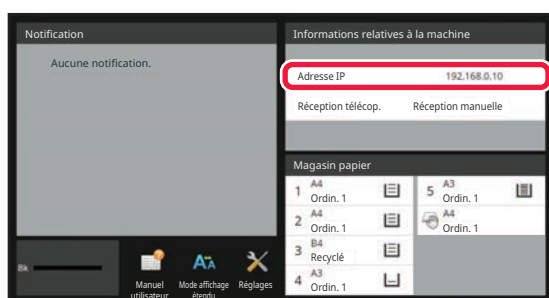 Notification
Aucune notification.
Informations relatives à la machine
Adresse IP 192.168.0.10
Réception télécop. Réception manuelle
Magasin papier
1 A4 Ordin. 1
2 A4 Ordin. 1
3 B4 Recyclé
4 A3 Ordin. 1
5 A3 Ordin. 1
A4 Ordin. 1
Bk
Manuel utilisateur
Mode affichage étendu
Réglages